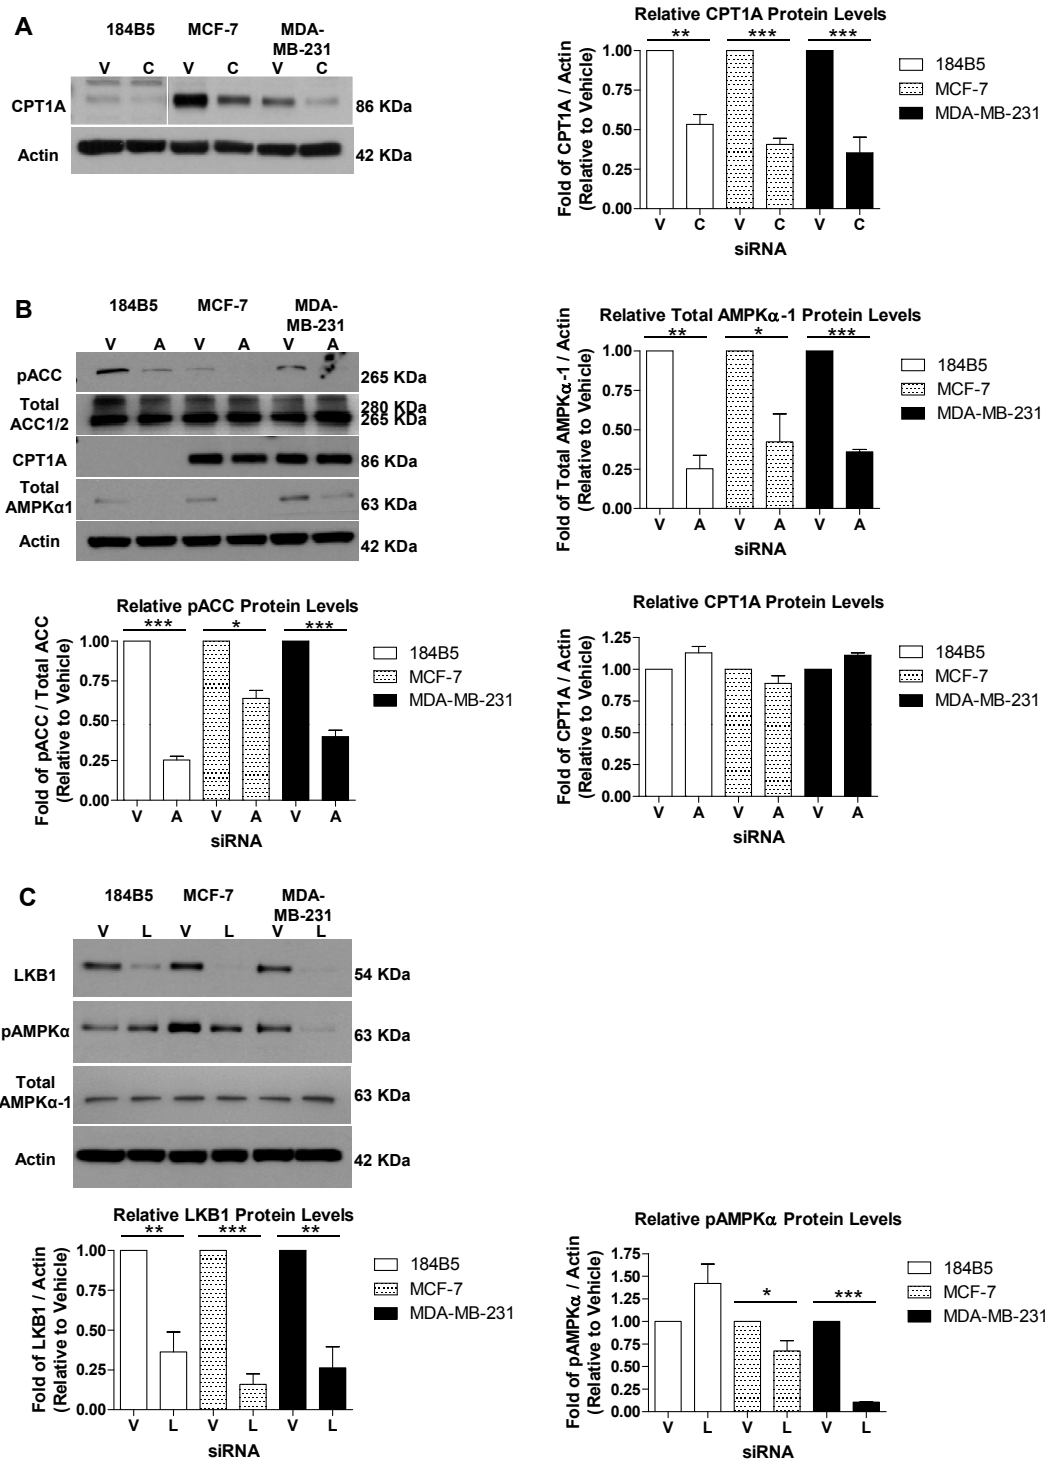 A
184B5 MCF-7 MDA-
MB-231
V C V C V C
CPT1A
86 KDa
Actin
42 KDa
Relative CPT1A Protein Levels
** *** ***
Fold of CPT1A / Actin
(Relative to Vehicle)
1.00
0.75
0.50
0.25
0.00
V C V C V C
siRNA
184B5
MCF-7
MDA-MB-231
B
184B5 MCF-7 MDA-
MB-231
V A V A V A
pACC
265 KDa
Total
ACC1/2
280 KDa
265 KDa
CPT1A
86 KDa
Total
AMPKα1
63 KDa
Actin
42 KDa
Relative Total AMPKα-1 Protein Levels
** * ***
Fold of Total AMPKα-1 / Actin
(Relative to Vehicle)
1.00
0.75
0.50
0.25
0.00
V A V A V A
siRNA
184B5
MCF-7
MDA-MB-231
Relative pACC Protein Levels
*** * ***
Fold of pACC / Total ACC
(Relative to Vehicle)
1.00
0.75
0.50
0.25
0.00
V A V A V A
siRNA
184B5
MCF-7
MDA-MB-231
Relative CPT1A Protein Levels
Fold of CPT1A / Actin
(Relative to Vehicle)
1.25
1.00
0.75
0.50
0.25
0.00
V A V A V A
siRNA
184B5
MCF-7
MDA-MB-231
C
184B5 MCF-7 MDA-
MB-231
V L V L V L
LKB1
54 KDa
pAMPKα
63 KDa
Total
AMPKα-1
63 KDa
Actin
42 KDa
Relative LKB1 Protein Levels
** *** **
Fold of LKB1 / Actin
(Relative to Vehicle)
1.00
0.75
0.50
0.25
0.00
V L V L V L
siRNA
184B5
MCF-7
MDA-MB-231
Relative pAMPKα Protein Levels
* ***
Fold of pAMPKα / Actin
(Relative to Vehicle)
1.75
1.50
1.25
1.00
0.75
0.50
0.25
0.00
V L V L V L
siRNA
184B5
MCF-7
MDA-MB-231